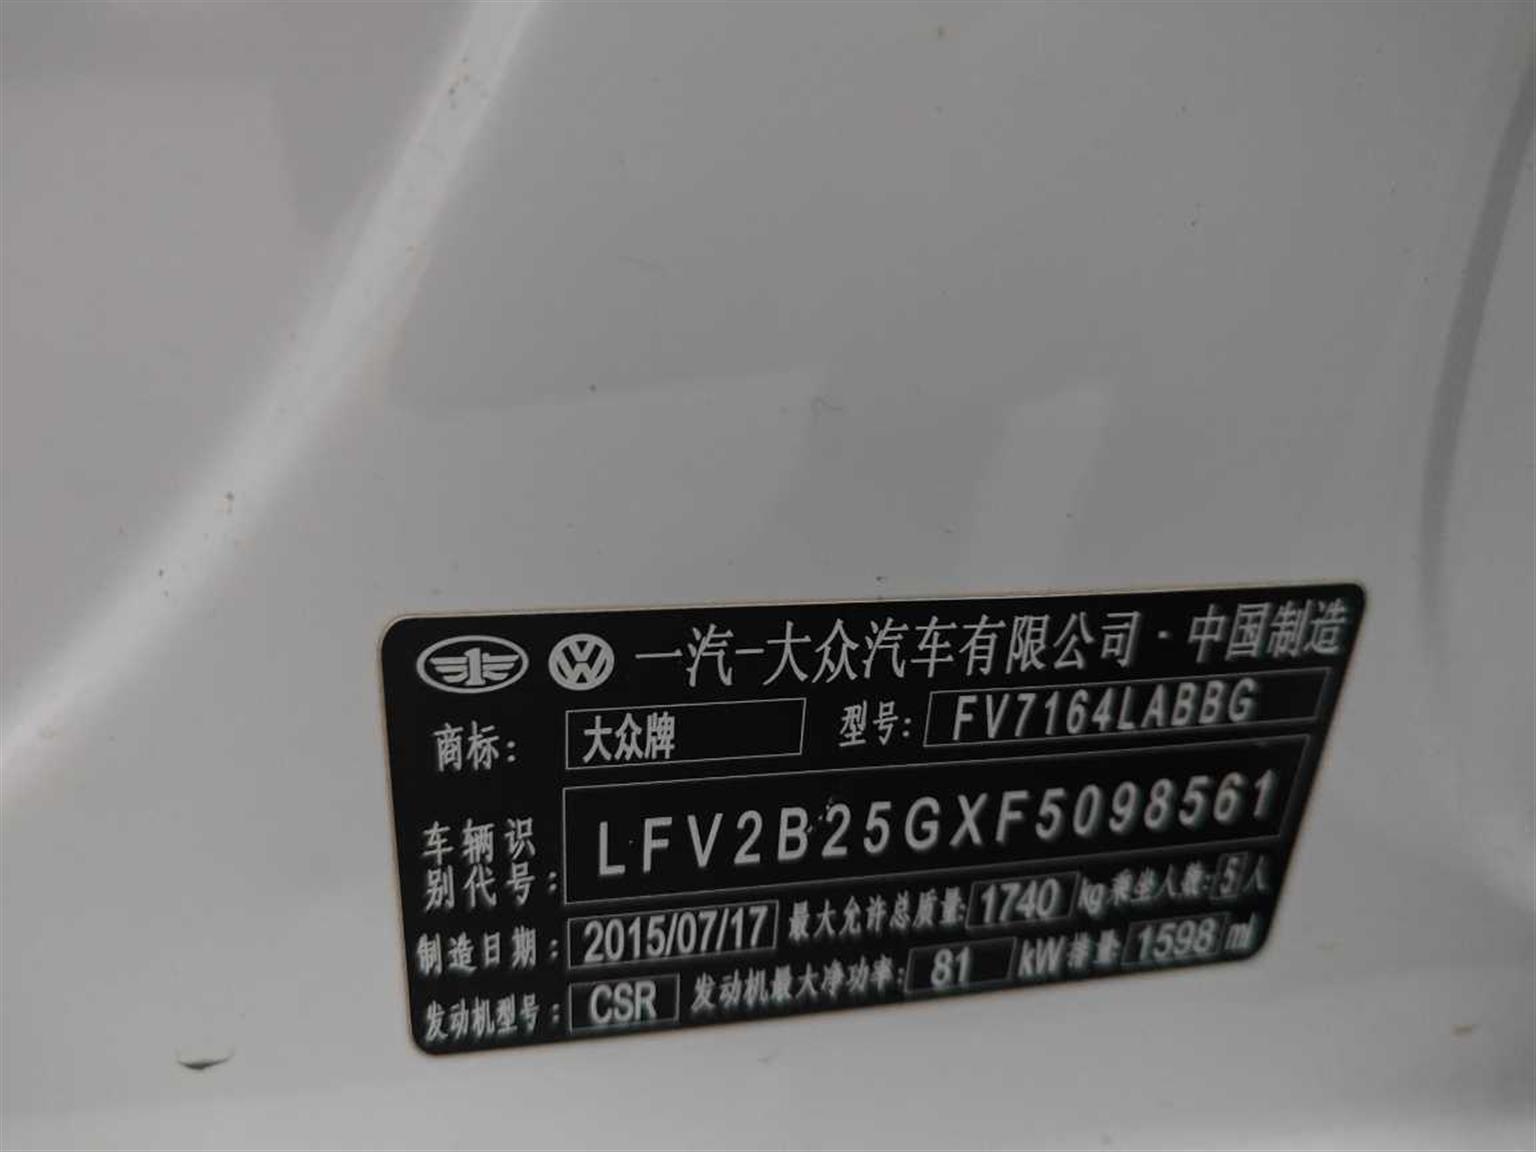 一汽-大众汽车有限公司·中国制造
商标: 大众牌 型号: FV7164LABBG
车辆识别代号: LFV2B25GXF5098561
制造日期: 2015/07/17 最大允许总质量: 1740 kg 乘坐人数: 5 人
发动机型号: CSR 发动机最大净功率: 81 kW 排量 1598 ml